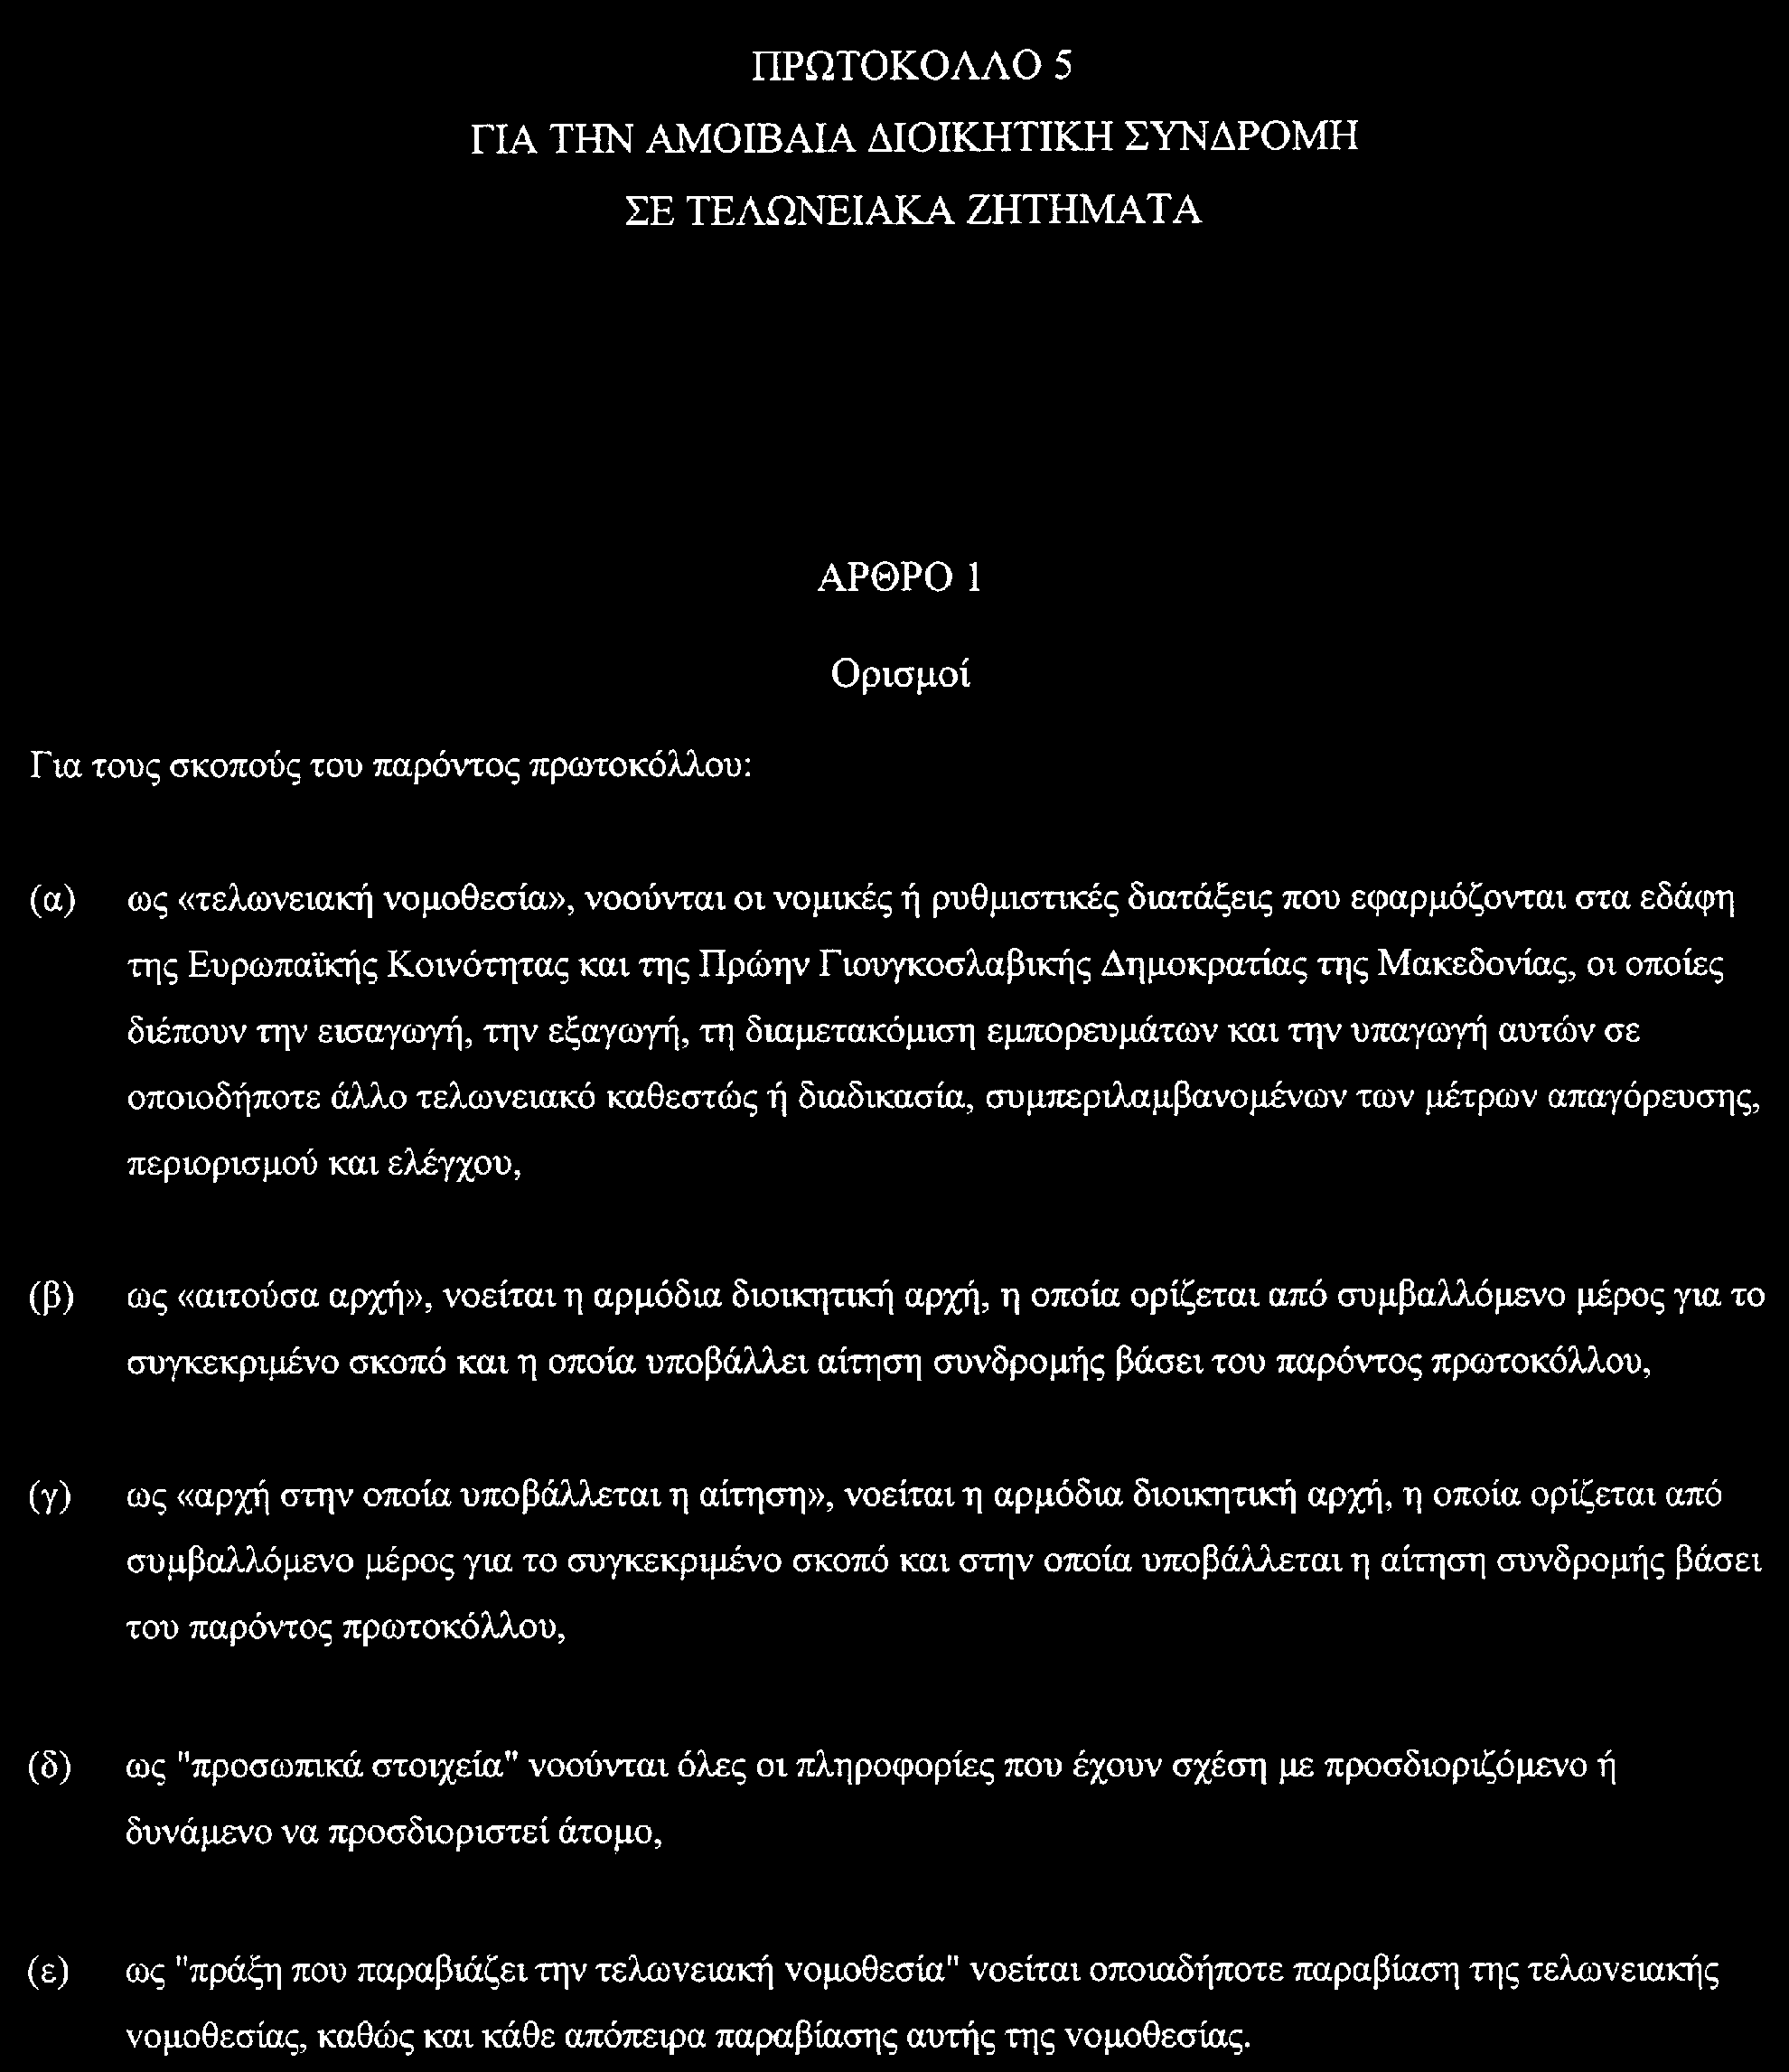 ΠΡΩΤΟΚΟΛΛΟ 5
ΓΙΑ ΤΗΝ ΑΜΟΙΒΑΙΑ ΔΙΟΙΚΗΤΙΚΗ ΣΥΝΔΡΟΜΗ
ΣΕ ΤΕΛΩΝΕΙΑΚΑ ΖΗΤΗΜΑΤΑ
ΑΡΘΡΟ 1
Ορισμοί
Για τους σκοπούς του παρόντος πρωτοκόλλου:
(α) ως «τελωνειακή νομοθεσία», νοούνται οι νομικές ή ρυθμιστικές διατάξεις που εφαρμόζονται στα εδάφη
της Ευρωπαϊκής Κοινότητας και της Πρώην Γιουγκοσλαβικής Δημοκρατίας της Μακεδονίας, οι οποίες
διέπουν την εισαγωγή, την εξαγωγή, τη διαμετακόμιση εμπορευμάτων και την υπαγωγή αυτών σε
οποιοδήποτε άλλο τελωνειακό καθεστώς ή διαδικασία, συμπεριλαμβανομένων των μέτρων απαγόρευσης,
περιορισμού και ελέγχου,
(β) ως «αιτούσα αρχή», νοείται η αρμόδια διοικητική αρχή, η οποία ορίζεται από συμβαλλόμενο μέρος για το
συγκεκριμένο σκοπό και η οποία υποβάλλει αίτηση συνδρομής βάσει του παρόντος πρωτοκόλλου,
(γ) ως «αρχή στην οποία υποβάλλεται η αίτηση», νοείται η αρμόδια διοικητική αρχή, η οποία ορίζεται από
συμβαλλόμενο μέρος για το συγκεκριμένο σκοπό και στην οποία υποβάλλεται η αίτηση συνδρομής βάσει
του παρόντος πρωτοκόλλου,
(δ) ως "προσωπικά στοιχεία" νοούνται όλες οι πληροφορίες που έχουν σχέση με προσδιοριζόμενο ή
δυνάμενο να προσδιοριστεί άτομο,
(ε) ως "πράξη που παραβιάζει την τελωνειακή νομοθεσία" νοείται οποιαδήποτε παραβίαση της τελωνειακής
νομοθεσίας, καθώς και κάθε απόπειρα παραβίασης αυτής της νομοθεσίας.